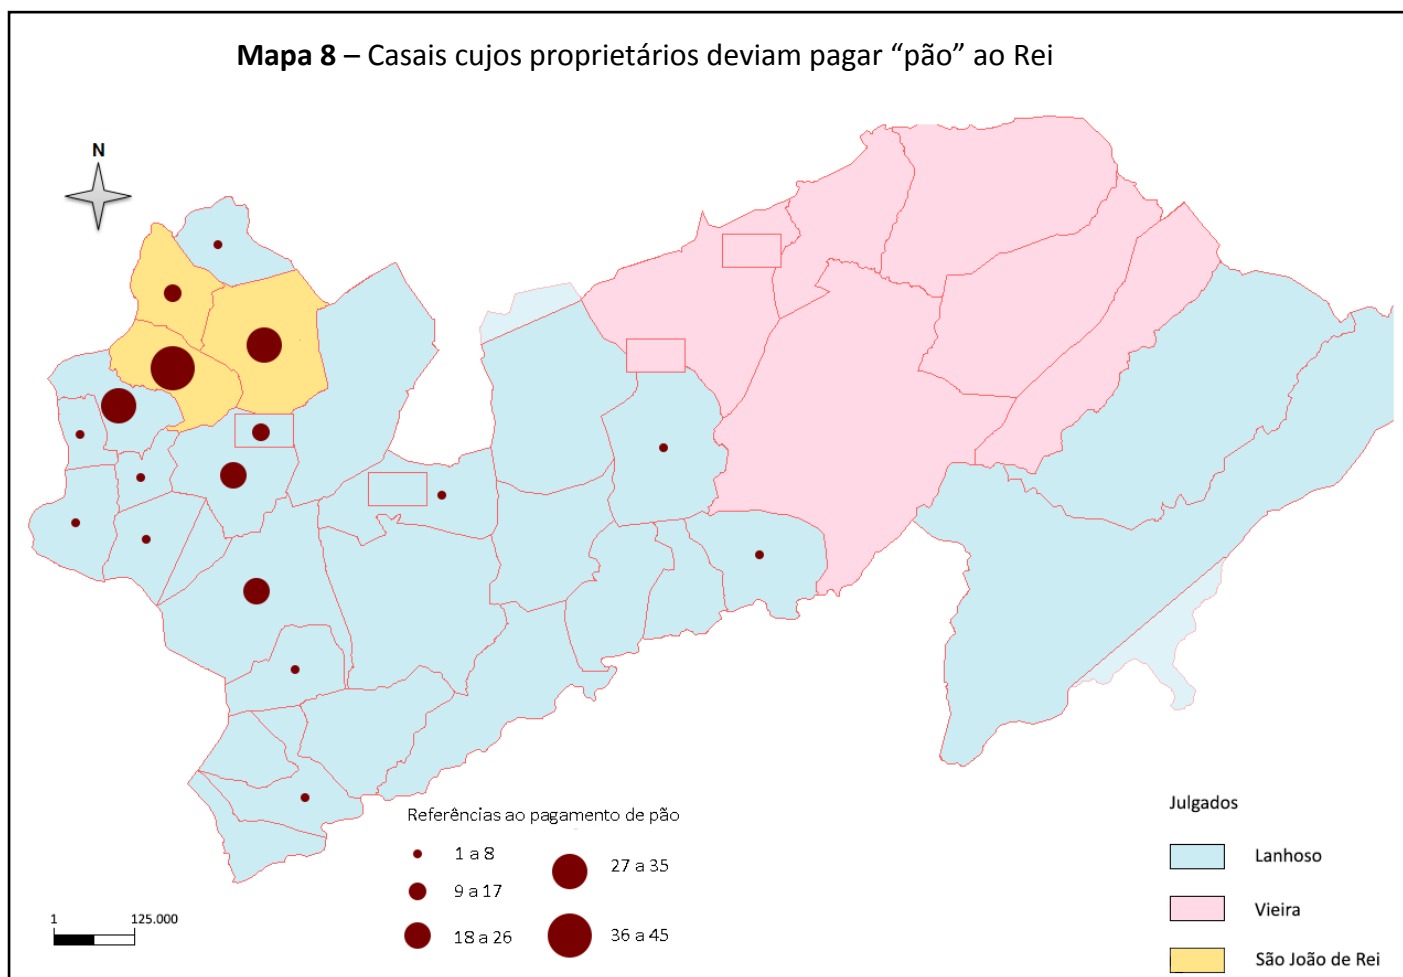 Mapa 8 – Casais cujos proprietários deviam pagar “pão” ao Rei
N
Referências ao pagamento de pão
1 a 8
9 a 17
18 a 26
27 a 35
36 a 45
Julgados
Lanhoso
Vieira
São João de Rei
1 125.000